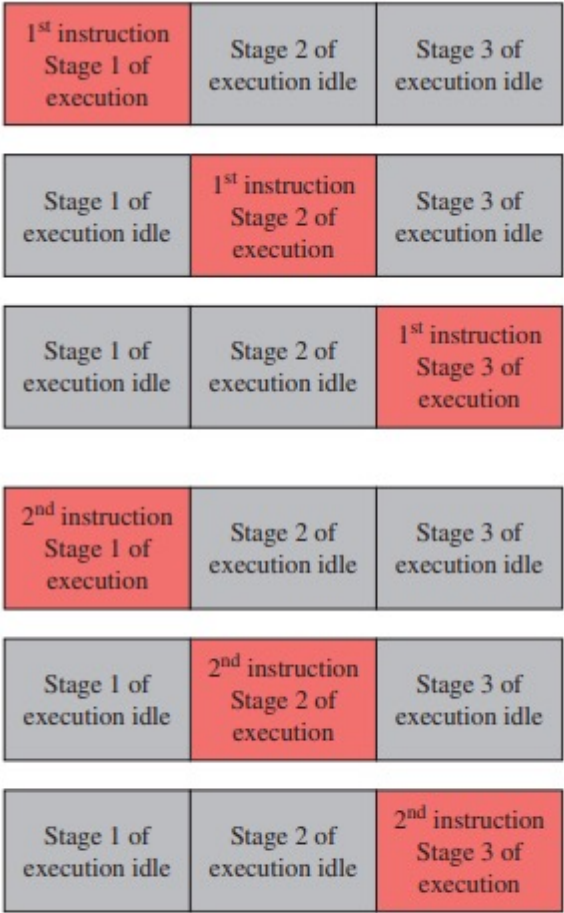 1st instruction
Stage 1 of
execution
Stage 2 of
execution idle
Stage 3 of
execution idle
Stage 1 of
execution idle
1st instruction
Stage 2 of
execution
Stage 3 of
execution idle
Stage 1 of
execution idle
Stage 2 of
execution idle
1st instruction
Stage 3 of
execution
2nd instruction
Stage 1 of
execution
Stage 2 of
execution idle
Stage 3 of
execution idle
Stage 1 of
execution idle
2nd instruction
Stage 2 of
execution
Stage 3 of
execution idle
Stage 1 of
execution idle
Stage 2 of
execution idle
2nd instruction
Stage 3 of
execution